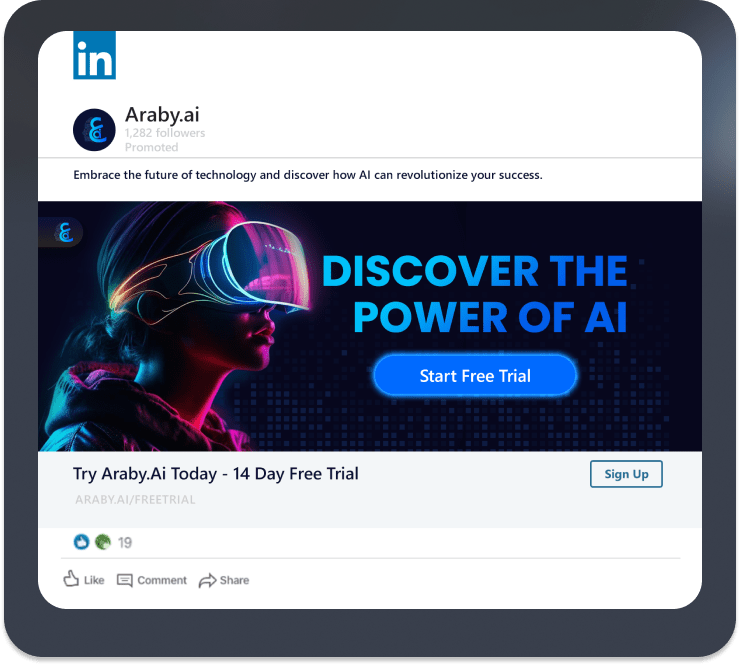 in
Araby.ai
1,282 followers
Promoted
Embrace the future of technology and discover how AI can revolutionize your success.
DISCOVER THE
POWER OF AI
Start Free Trial
Try Araby.Ai Today - 14 Day Free Trial
Sign Up
ARABY.AI/FREETRIAL
19
Like
Comment
Share